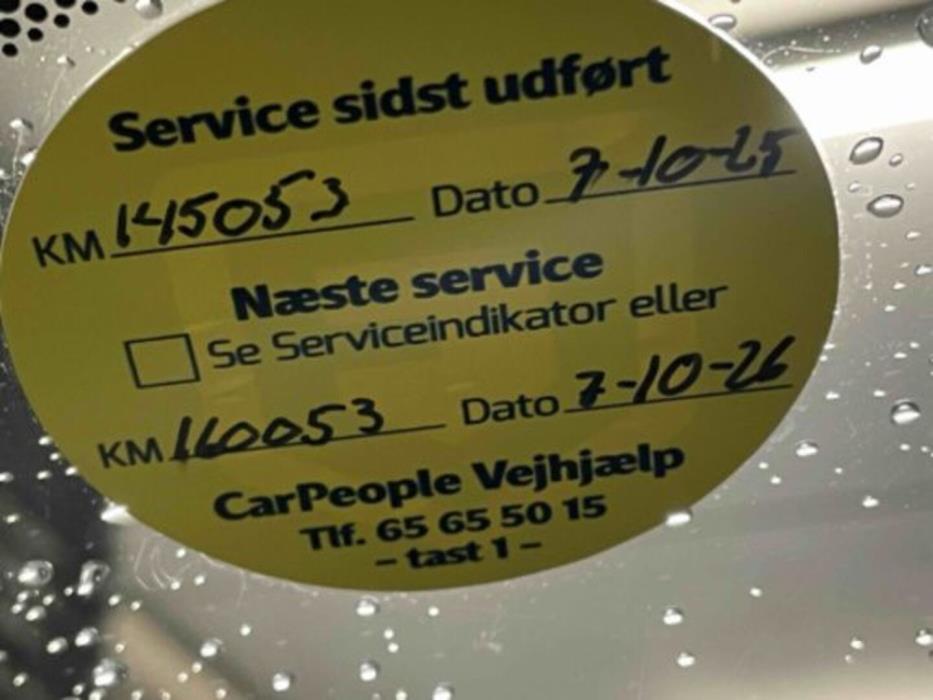 Service sidst udført
KM 145053 Dato 7-10-25
Næste service
Se Serviceindikator eller
KM 160053 Dato 7-10-26
CarPeople Vejhjælp
Tlf. 65 65 50 15
- tast 1 -